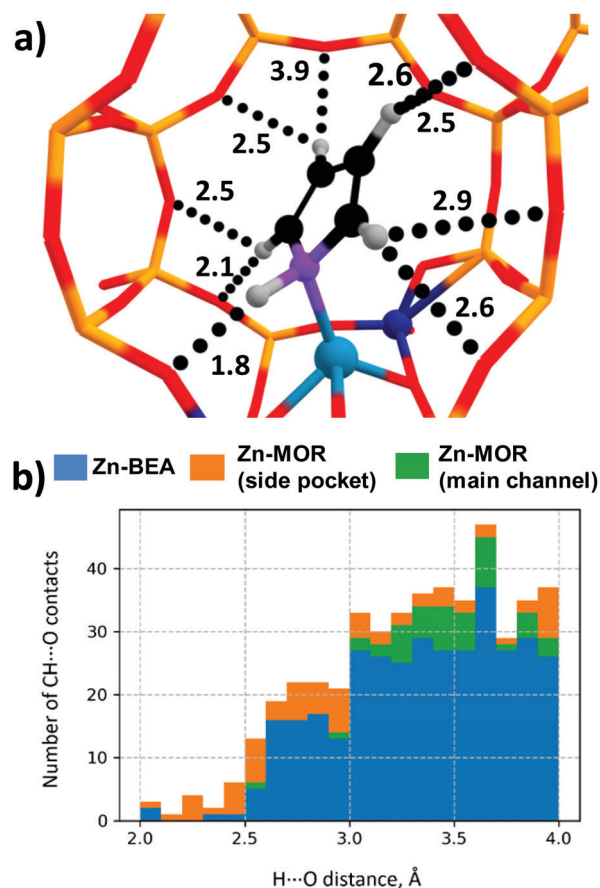 a)
3.9
2.6
2.5
2.5
2.5
2.9
2.1
2.6
1.8
b)
Zn-BEA
Zn-MOR (side pocket)
Zn-MOR (main channel)
Number of CH···O contacts
40
30
20
10
0
2.0 2.5 3.0 3.5 4.0
H···O distance, Å